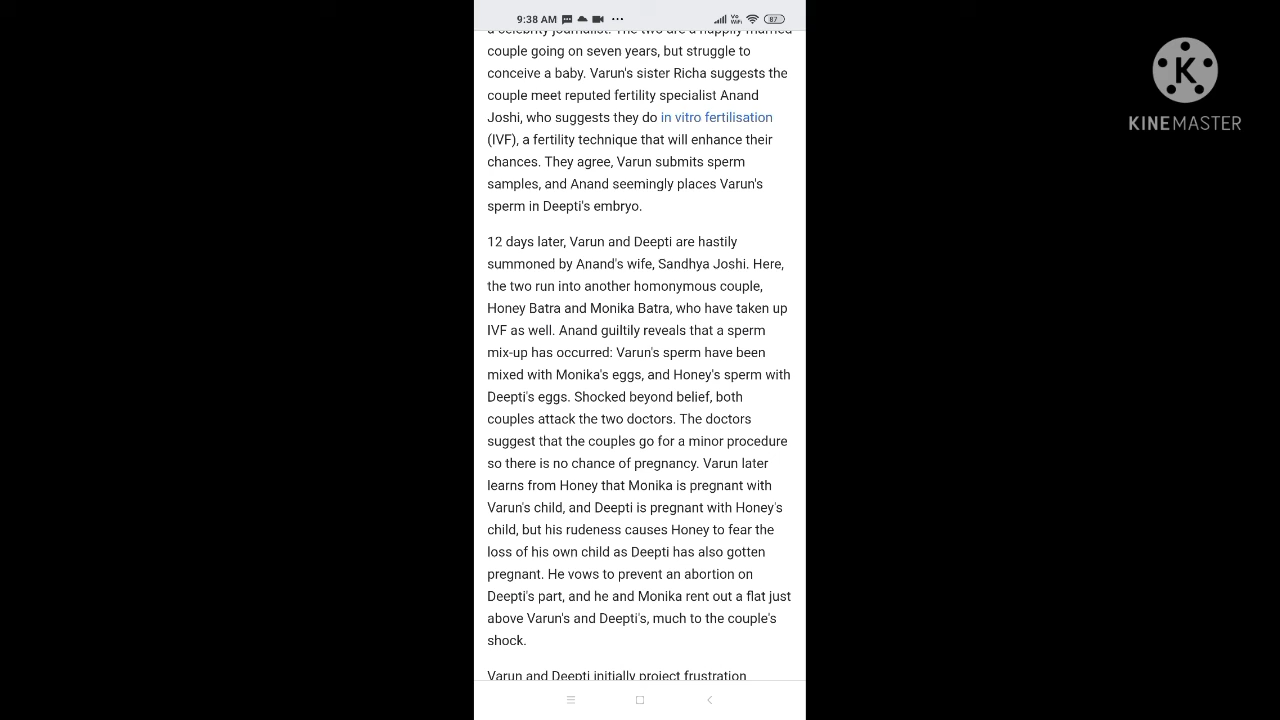 9:38 AM
Vo
WiFi
87
a celebrity journalist. The two are a happily married
couple going on seven years, but struggle to
conceive a baby. Varun's sister Richa suggests the
couple meet reputed fertility specialist Anand
Joshi, who suggests they do in vitro fertilisation
(IVF), a fertility technique that will enhance their
chances. They agree, Varun submits sperm
samples, and Anand seemingly places Varun's
sperm in Deepti's embryo.
12 days later, Varun and Deepti are hastily
summoned by Anand's wife, Sandhya Joshi. Here,
the two run into another homonymous couple,
Honey Batra and Monika Batra, who have taken up
IVF as well. Anand guiltily reveals that a sperm
mix-up has occurred: Varun's sperm have been
mixed with Monika's eggs, and Honey's sperm with
Deepti's eggs. Shocked beyond belief, both
couples attack the two doctors. The doctors
suggest that the couples go for a minor procedure
so there is no chance of pregnancy. Varun later
learns from Honey that Monika is pregnant with
Varun's child, and Deepti is pregnant with Honey's
child, but his rudeness causes Honey to fear the
loss of his own child as Deepti has also gotten
pregnant. He vows to prevent an abortion on
Deepti's part, and he and Monika rent out a flat just
above Varun's and Deepti's, much to the couple's
shock.
Varun and Deepti initially project frustration
K
KINEMASTER